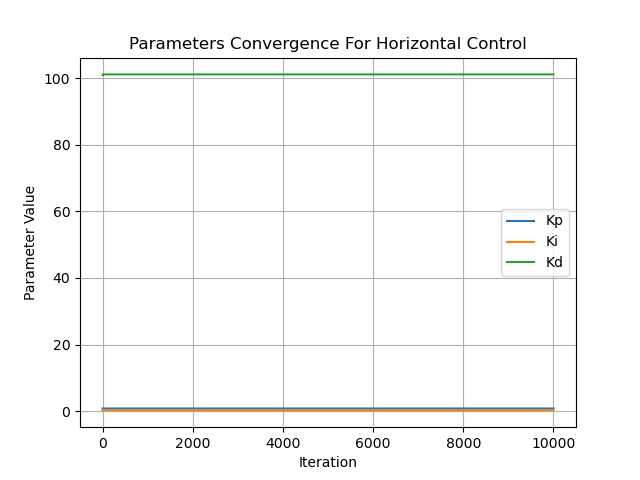 Parameters Convergence For Horizontal Control
100
80
60
40
20
0
Parameter Value
Kp
Ki
Kd
0 2000 4000 6000 8000 10000
Iteration